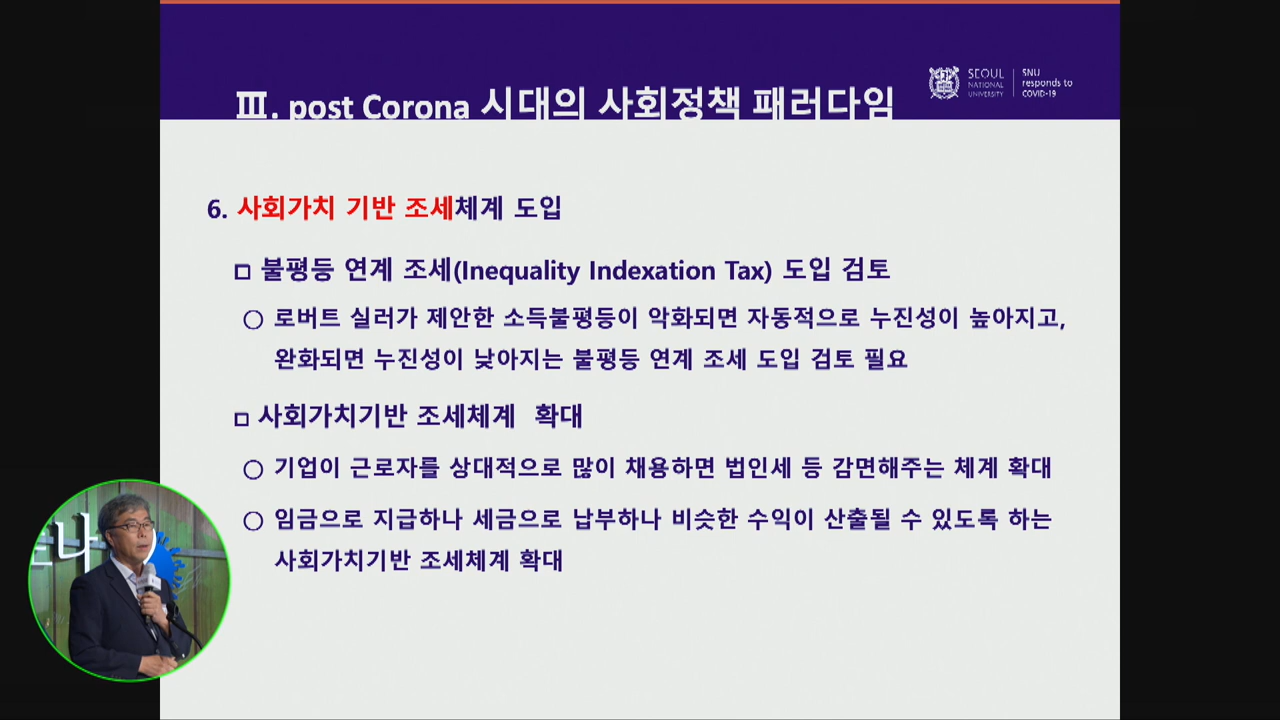 Ⅲ. post Corona 시대의 사회정책 패러다임
SEOUL
NATIONAL
UNIVERSITY
SNU
responds to
COVID-19
6. 사회가치 기반 조세체계 도입
불평등 연계 조세(Inequality Indexation Tax) 도입 검토
로버트 실러가 제안한 소득불평등이 악화되면 자동적으로 누진성이 높아지고,
완화되면 누진성이 낮아지는 불평등 연계 조세 도입 검토 필요
사회가치기반 조세체계 확대
기업이 근로자를 상대적으로 많이 채용하면 법인세 등 감면해주는 체계 확대
임금으로 지급하나 세금으로 납부하나 비슷한 수익이 산출될 수 있도록 하는
사회가치기반 조세체계 확대